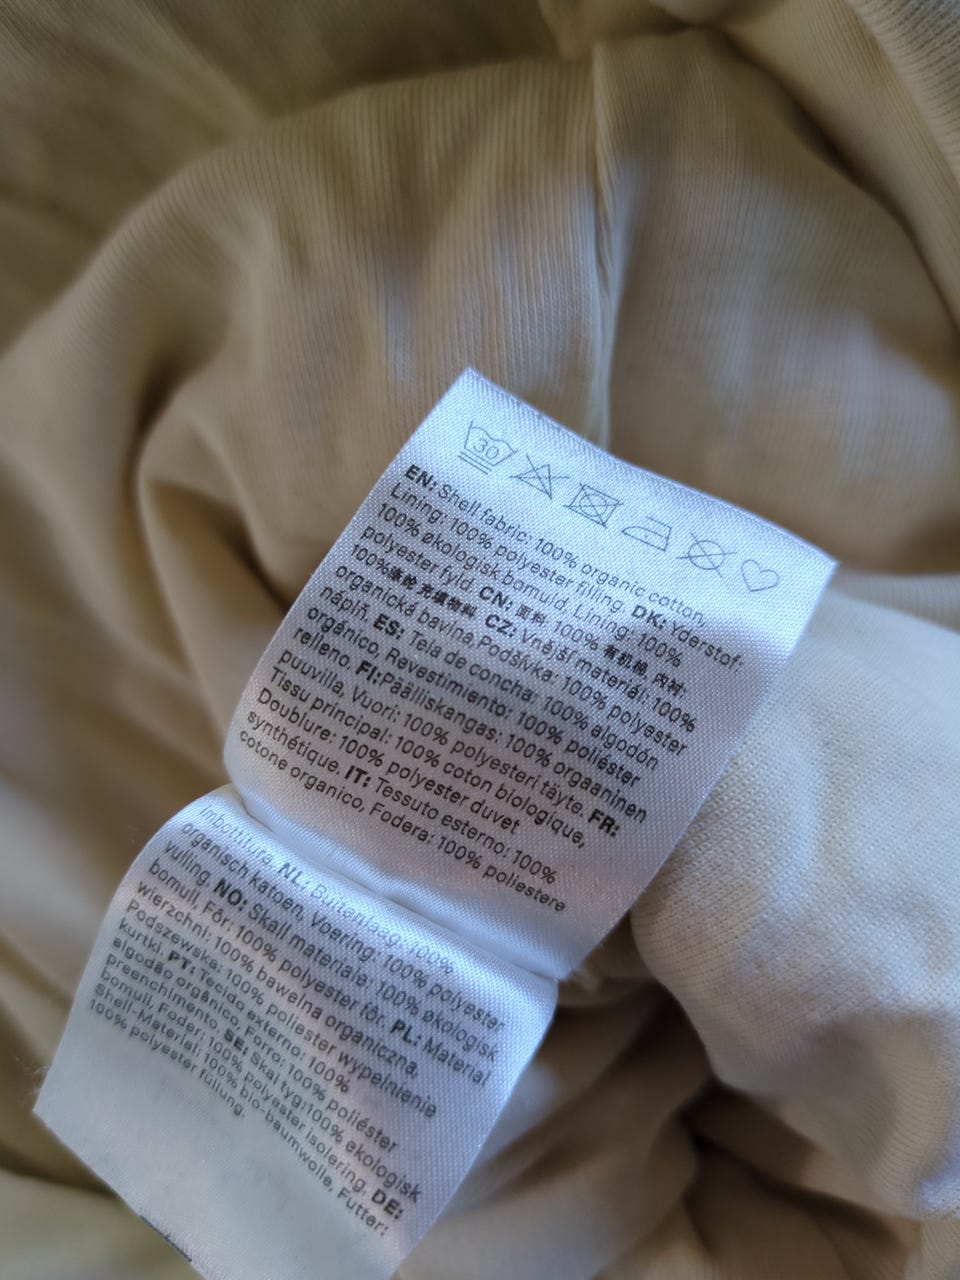 30
EN: Shell fabric: 100% organic cotton,
Lining: 100% polyester filling. DK: Yderstof:
100% økologisk bomuld, Lining: 100%
polyester fyld. CN: 面料 100% 有机棉, 内衬:
100%涤纶 充填物料 CZ: Vnější materiál: 100%
organické bavina Podšívka: 100% polyester
náplň. ES: Tela de concha: 100% algodón
orgánico, Revestimiento: 100% poliéster
relleno. FI:Päälliskangas: 100% orgaaninen
puuvilla, Vuori: 100% polyesteri täyte. FR:
Tissu principal: 100% coton biologique,
Doublure: 100% polyester duvet
synthétique. IT: Tessuto esterno: 100%
cotone organico, Fodera: 100% poliestere
Imbottitura. NL: Buitenlaag: 100%
organisch katoen, Voering: 100% polyester
vulling. NO: Skall materiale: 100% økologisk
bomull, Fôr: 100% polyester fôr. PL: Materiał
wierzchni: 100% bawełna organiczna,
Podszewska: 100% poliester wypełnienie
kurtki. PT: Tecido externo: 100%
algodão orgânico, Forro: 100% poliéster
preenchimento. SE: Skal tyg:100% ekologisk
bomull, Foder: 100% polyester isolering. DE:
Shell-Material: 100% bio-baumwolle, Futter:
100% polyester füllung.